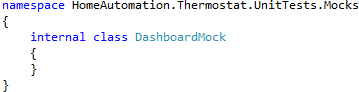 namespace HomeAutomation.Thermostat.UnitTests.Mocks
{
    internal class DashboardMock
    {
    }
}